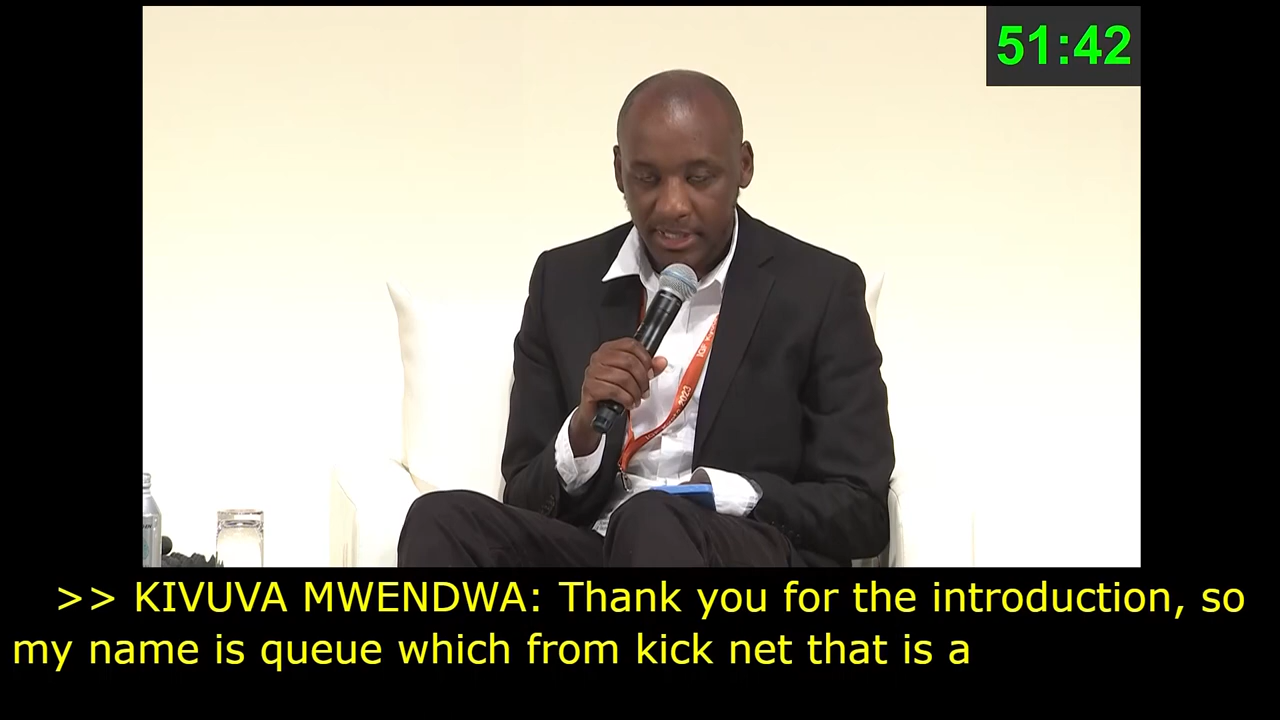 51:42
>> KIVUVA MWENDWA: Thank you for the introduction, so
my name is queue which from kick net that is a